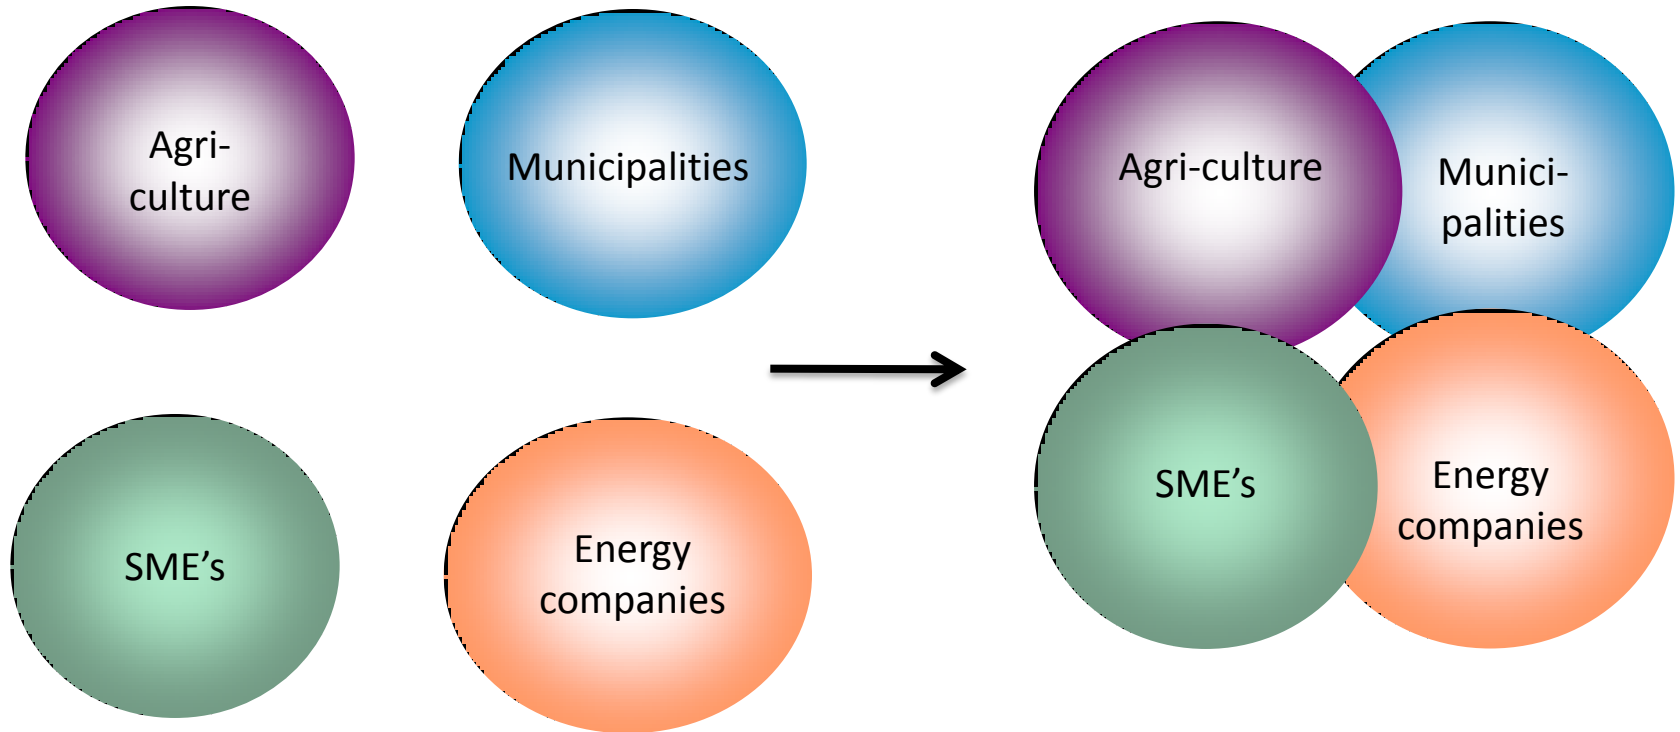 Agri-
culture
Municipalities
SME’s
Energy
companies
Agri-culture
Munici-
palities
SME’s
Energy
companies